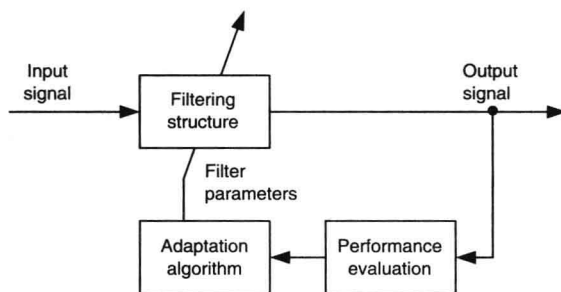 Input
signal
Filtering
structure
Output
signal
Filter
parameters
Adaptation
algorithm
Performance
evaluation